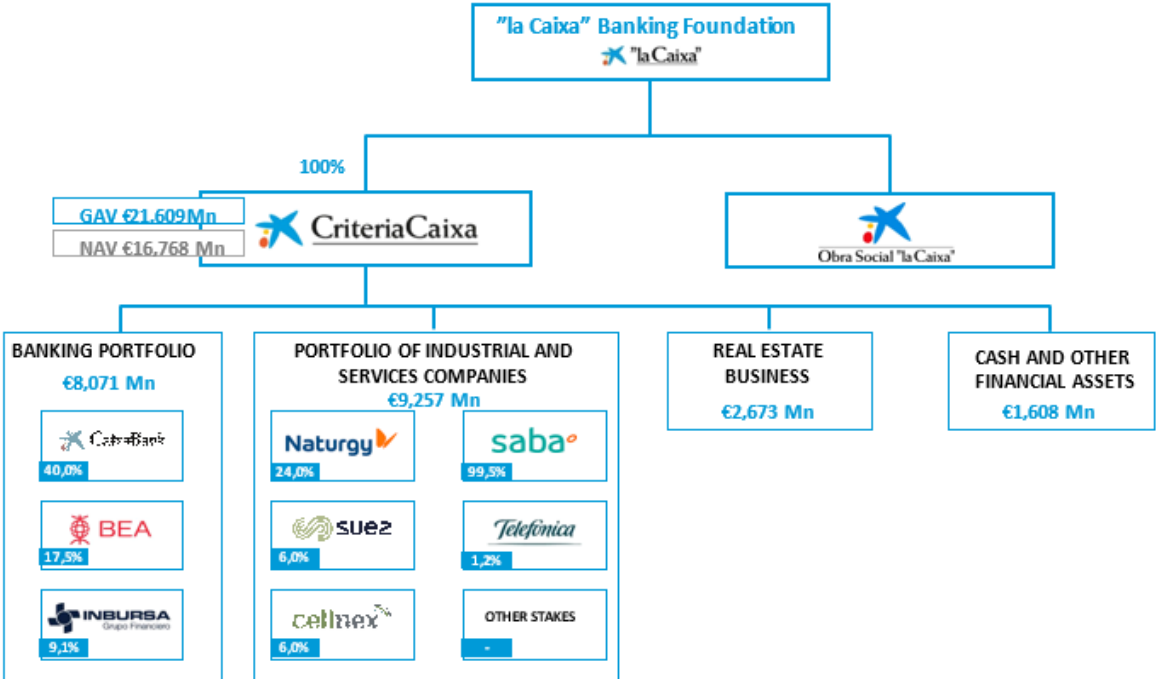 "la Caixa" Banking Foundation
"la Caixa"
100%
GAV €21.609Mn
NAV €16,768 Mn
CriteriaCaixa
Obra Social "la Caixa"
BANKING PORTFOLIO
€8,071 Mn
CaixaBank
40,0%
BEA
17,5%
INBURSA
Grupo Financiero
9,1%
PORTFOLIO OF INDUSTRIAL AND
SERVICES COMPANIES
€9,257 Mn
Naturgy
24,0%
saba
99,5%
suez
6,0%
Telefónica
1,2%
cellnex
6,0%
OTHER STAKES
-
REAL ESTATE
BUSINESS
€2,673 Mn
CASH AND OTHER
FINANCIAL ASSETS
€1,608 Mn